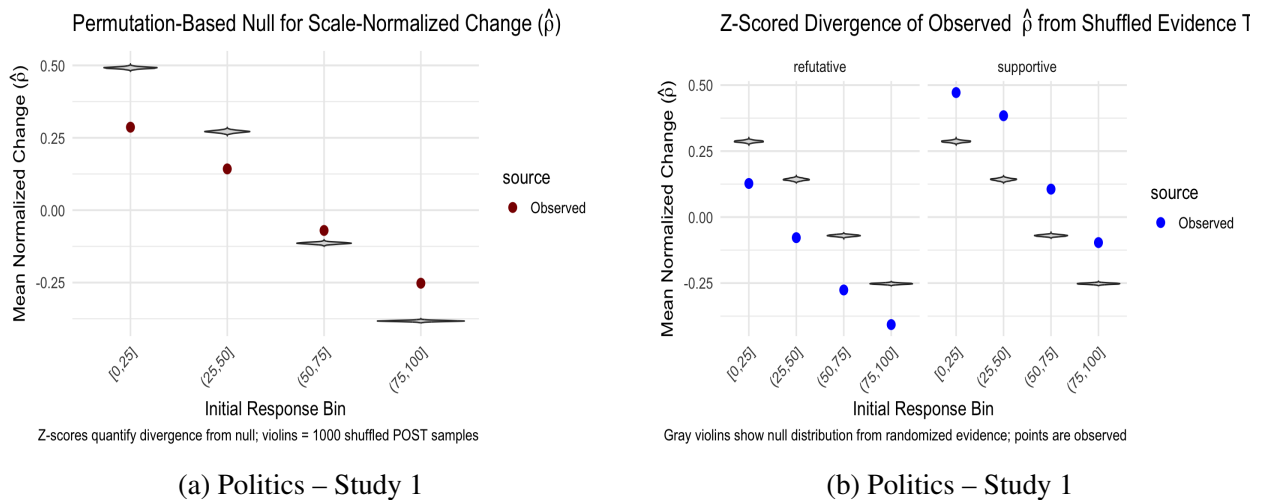 Permutation-Based Null for Scale-Normalized Change (ρ̂)
Mean Normalized Change (ρ̂)
0.50
0.25
0.00
-0.25
[0,25]
(25,50]
(50,75]
(75,100]
Initial Response Bin
Z-scores quantify divergence from null; violins = 1000 shuffled POST samples
source
Observed
(a) Politics – Study 1
Z-Scored Divergence of Observed ρ̂ from Shuffled Evidence T
refutative
supportive
Mean Normalized Change (ρ̂)
0.50
0.25
0.00
-0.25
[0,25]
(25,50]
(50,75]
(75,100]
[0,25]
(25,50]
(50,75]
(75,100]
Initial Response Bin
Gray violins show null distribution from randomized evidence; points are observed
source
Observed
(b) Politics – Study 1